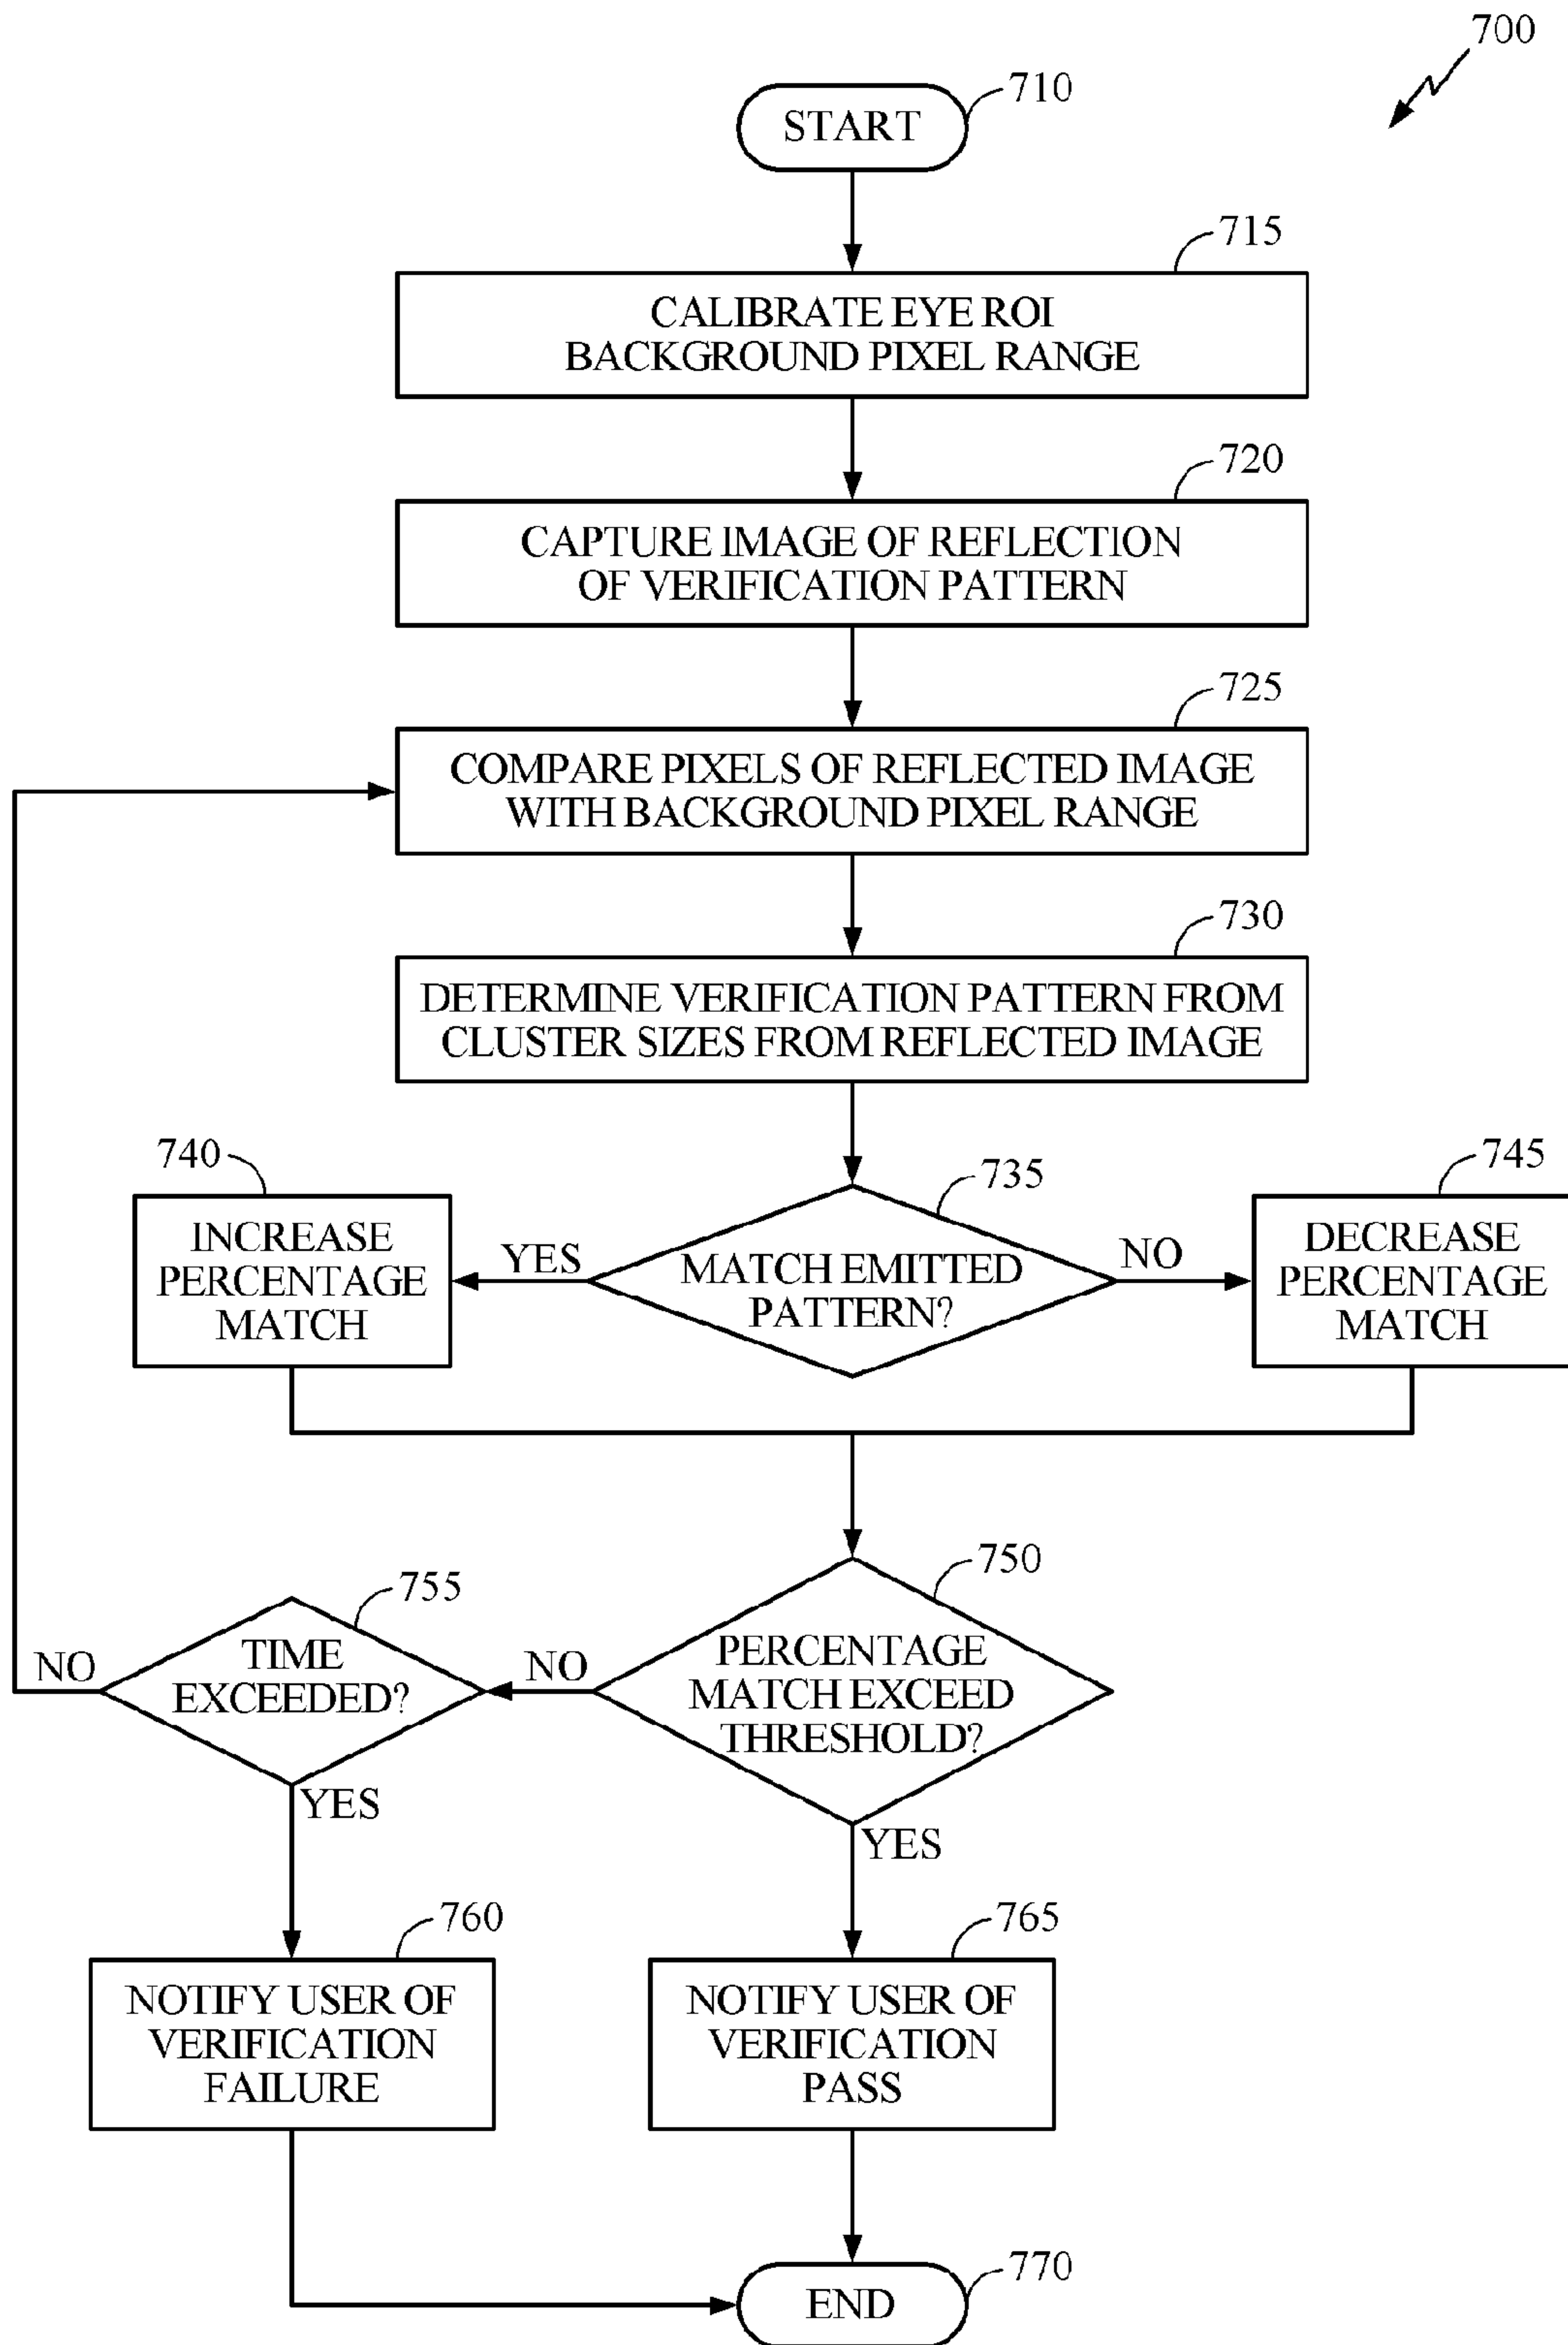 700
START
710
715
CALIBRATE EYE ROI
BACKGROUND PIXEL RANGE
720
CAPTURE IMAGE OF REFLECTION
OF VERIFICATION PATTERN
725
COMPARE PIXELS OF REFLECTED IMAGE
WITH BACKGROUND PIXEL RANGE
730
DETERMINE VERIFICATION PATTERN FROM
CLUSTER SIZES FROM REFLECTED IMAGE
740
INCREASE
PERCENTAGE
MATCH
YES
735
MATCH EMITTED
PATTERN?
NO
745
DECREASE
PERCENTAGE
MATCH
750
PERCENTAGE
MATCH EXCEED
THRESHOLD?
NO
755
TIME
EXCEEDED?
NO
YES
YES
760
NOTIFY USER OF
VERIFICATION
FAILURE
765
NOTIFY USER OF
VERIFICATION
PASS
770
END